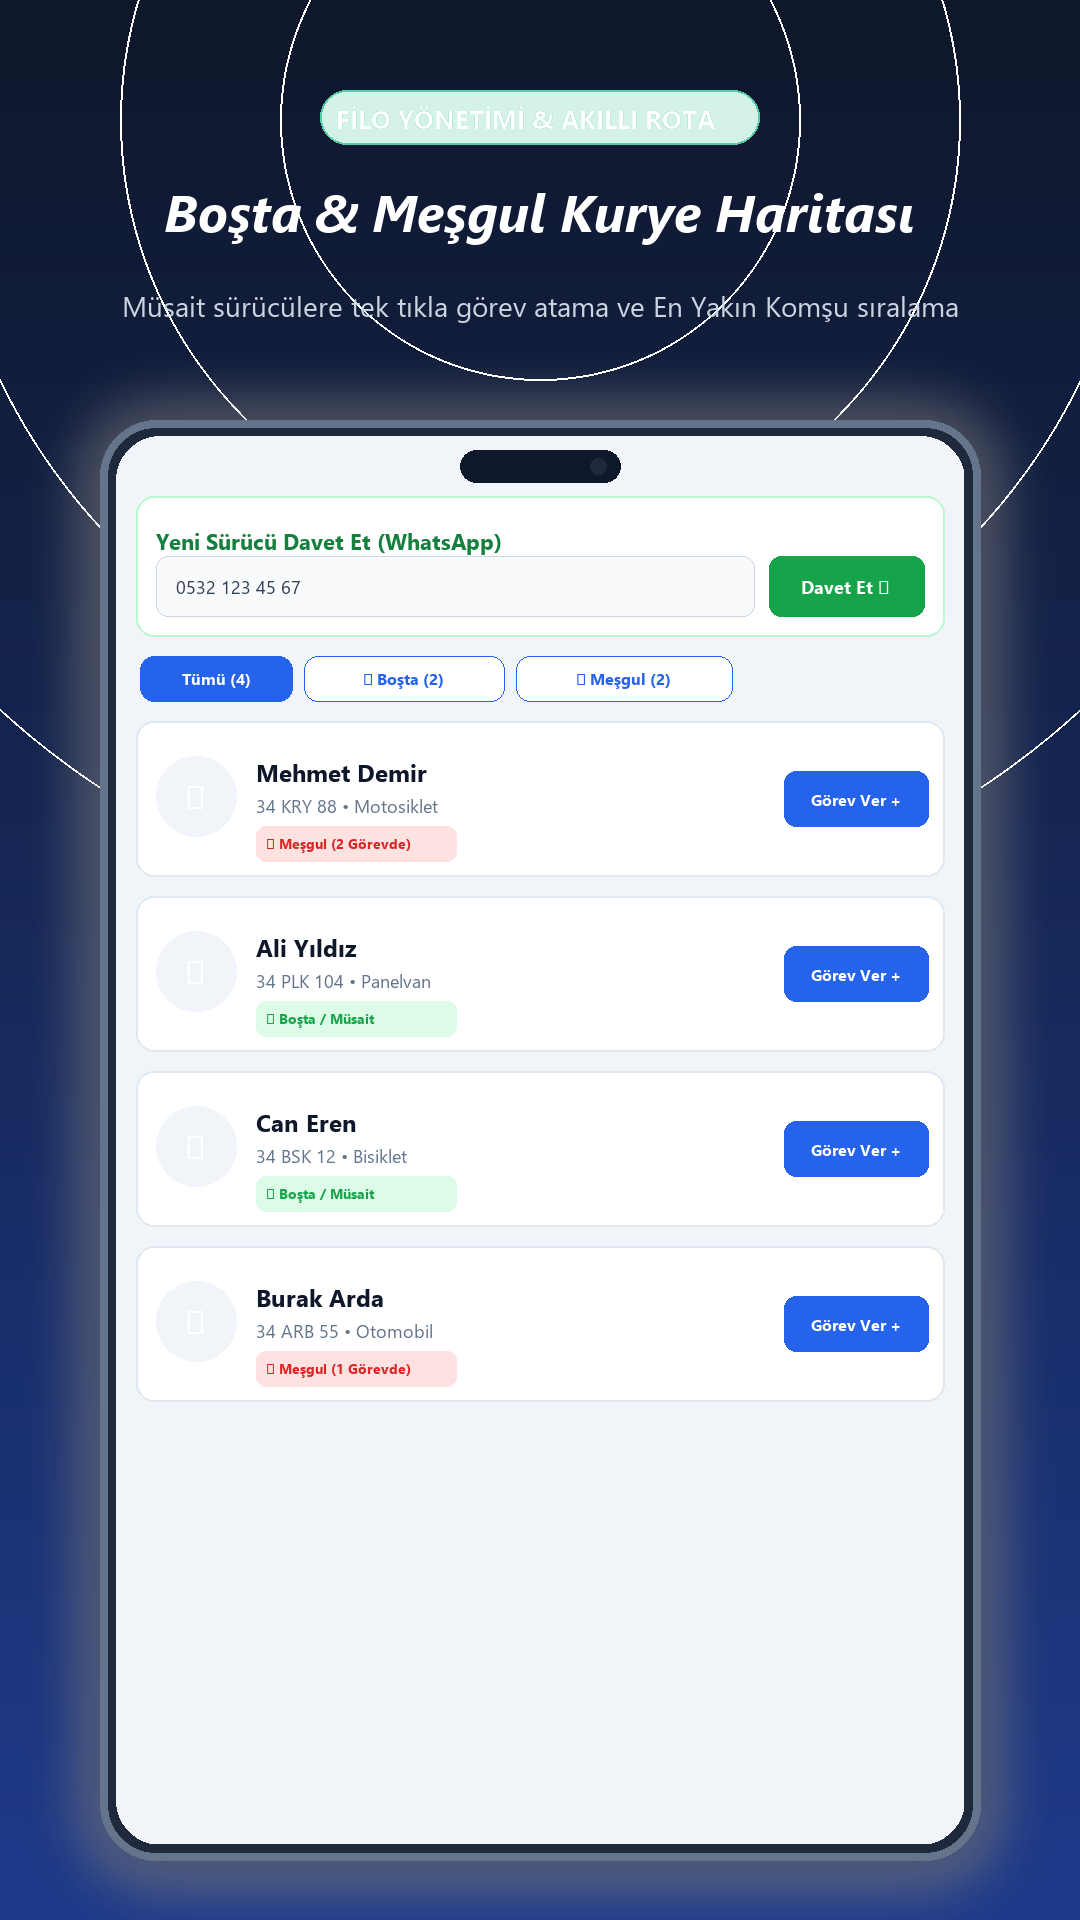 FİLO YÖNETİMİ & AKILLI ROTA
Boşta & Meşgul Kurye Haritası
Müsait sürücülere tek tıkla görev atama ve En Yakın Komşu sıralama
Yeni Sürücü Davet Et (WhatsApp)
0532 123 45 67
Davet Et
Tümü (4)
Boşta (2)
Meşgul (2)
Mehmet Demir
34 KRY 88 • Motosiklet
Meşgul (2 Görevde)
Görev Ver +
Ali Yıldız
34 PLK 104 • Panelvan
Boşta / Müsait
Görev Ver +
Can Eren
34 BSK 12 • Bisiklet
Boşta / Müsait
Görev Ver +
Burak Arda
34 ARB 55 • Otomobil
Meşgul (1 Görevde)
Görev Ver +